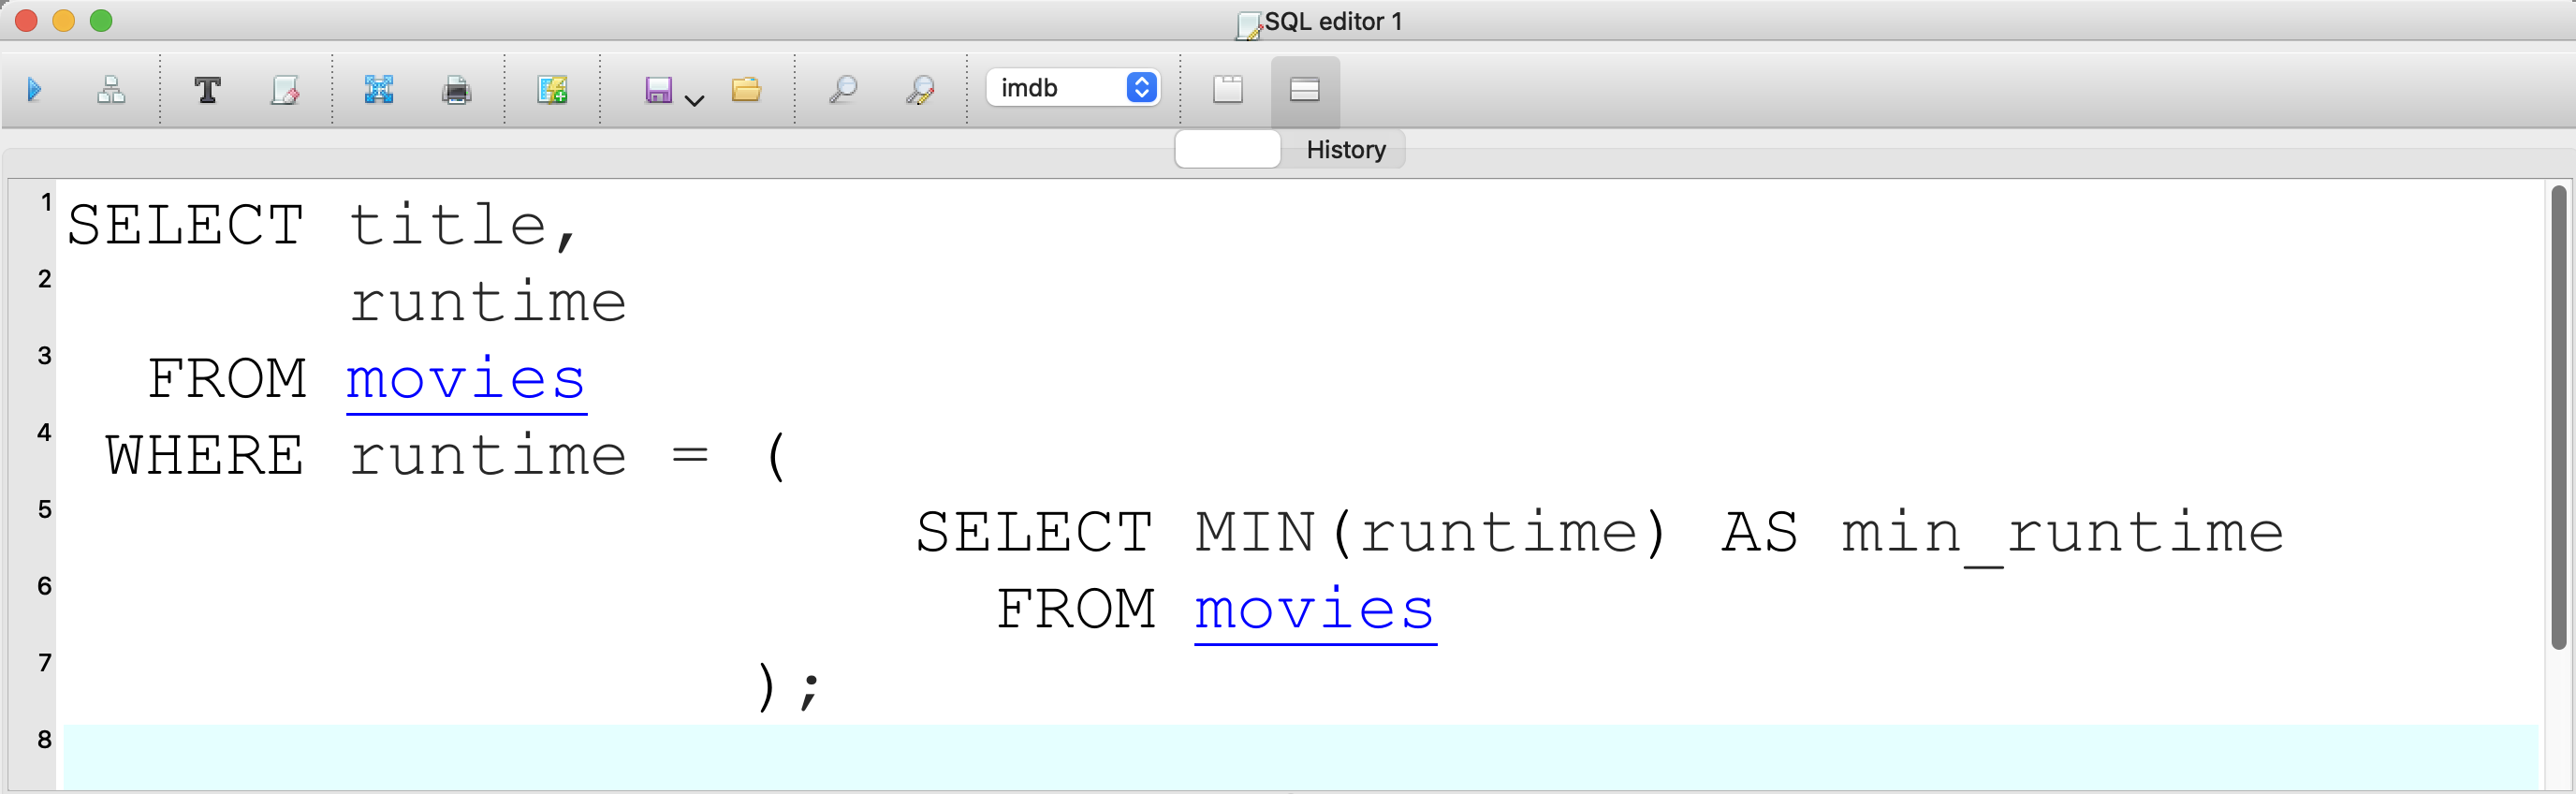 SQL editor 1
imdb
History
1 SELECT title,
2 runtime
3 FROM movies
4 WHERE runtime = (
5 SELECT MIN(runtime) AS min_runtime
6 FROM movies
7 );
8